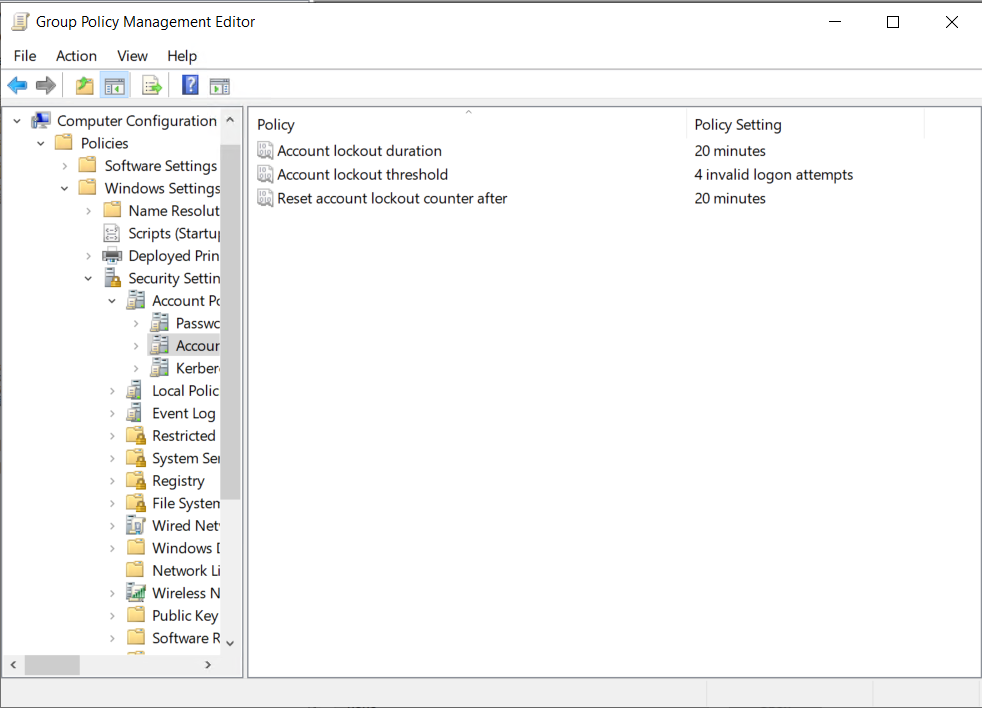 Group Policy Management Editor
File Action View Help
Computer Configuration
Policies
Software Settings
Windows Settings
Name Resolut
Scripts (Startup
Deployed Prin
Security Settin
Account Po
Passwo
Accour
Kerber
Local Polic
Event Log
Restricted
System Ser
Registry
File System
Wired Net
Windows D
Network Li
Wireless N
Public Key
Software R
Policy Policy Setting
Account lockout duration 20 minutes
Account lockout threshold 4 invalid logon attempts
Reset account lockout counter after 20 minutes